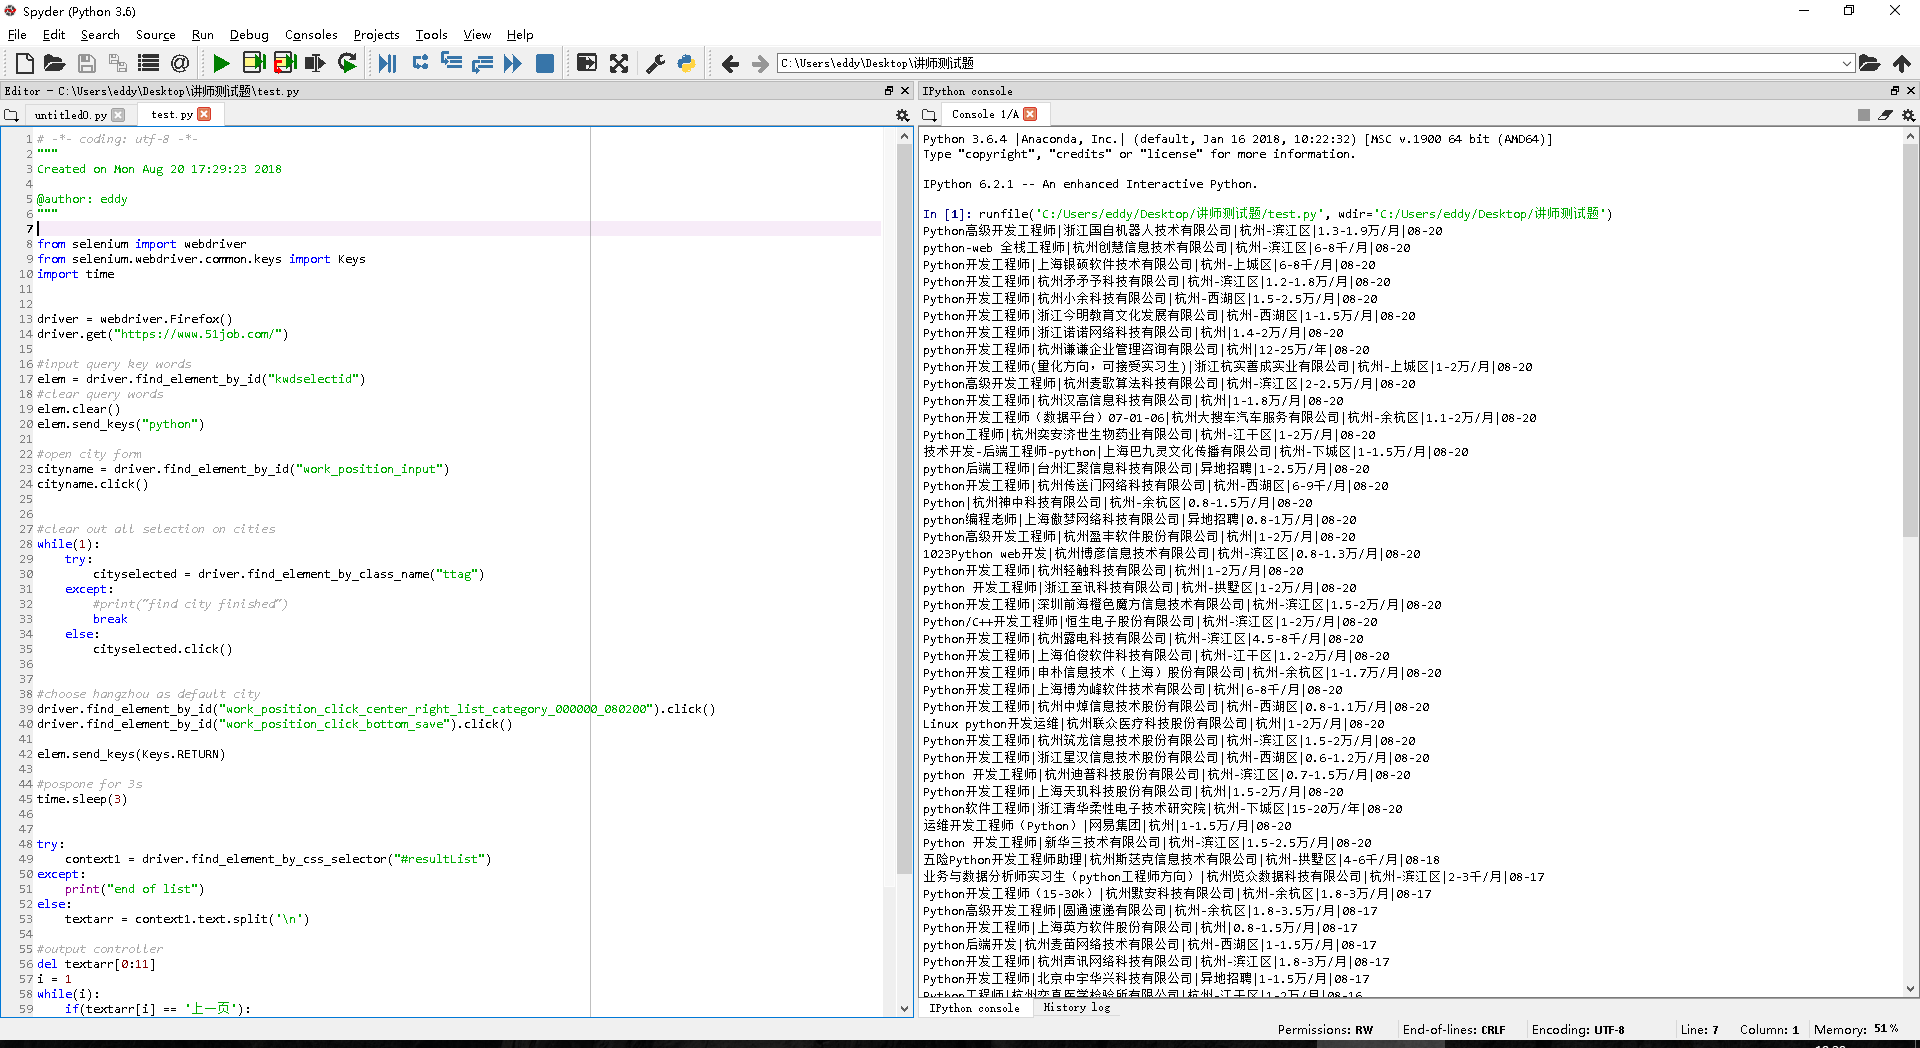 Spyder (Python 3.6)
File Edit Search Source Run Debug Consoles Projects Tools View Help
C:\Users\eddy\Desktop\讲师测试题
Editor - C:\Users\eddy\Desktop\讲师测试题\test.py
untitled0.py test.py
1 # -*- coding: utf-8 -*-
2 """
3 Created on Mon Aug 20 17:29:23 2018
4
5 @author: eddy
6 """
7
8 from selenium import webdriver
9 from selenium.webdriver.common.keys import Keys
10 import time
11
12
13 driver = webdriver.Firefox()
14 driver.get("https://www.51job.com/")
15
16 #input query key words
17 elem = driver.find_element_by_id("kwdselectid")
18 #clear query words
19 elem.clear()
20 elem.send_keys("python")
21
22 #open city form
23 cityname = driver.find_element_by_id("work_position_input")
24 cityname.click()
25
26
27 #clear out all selection on cities
28 while(1):
29 try:
30 cityselected = driver.find_element_by_class_name("ttag")
31 except:
32 #print("find city finished")
33 break
34 else:
35 cityselected.click()
36
37
38 #choose hangzhou as default city
39 driver.find_element_by_id("work_position_click_center_right_list_category_000000_080200").click()
40 driver.find_element_by_id("work_position_click_bottom_save").click()
41
42 elem.send_keys(Keys.RETURN)
43
44 #pospone for 3s
45 time.sleep(3)
46
47
48 try:
49 context1 = driver.find_element_by_css_selector("#resultList")
50 except:
51 print("end of list")
52 else:
53 textarr = context1.text.split('\n')
54
55 #output controller
56 del textarr[0:11]
57 i = 1
58 while(i):
59 if(textarr[i] == '上一页'):
IPython console
Console 1/A
Python 3.6.4 |Anaconda, Inc.| (default, Jan 16 2018, 10:22:32) [MSC v.1900 64 bit (AMD64)]
Type "copyright", "credits" or "license" for more information.
IPython 6.2.1 -- An enhanced Interactive Python.
In [1]: runfile('C:/Users/eddy/Desktop/讲师测试题/test.py', wdir='C:/Users/eddy/Desktop/讲师测试题')
Python高级开发工程师|浙江国自机器人技术有限公司|杭州-滨江区|1.3-1.9万/月|08-20
python-web 全栈工程师|杭州创慧信息技术有限公司|杭州-滨江区|6-8千/月|08-20
Python开发工程师|上海银硕软件技术有限公司|杭州-上城区|6-8千/月|08-20
Python开发工程师|杭州矛矛予科技有限公司|杭州-滨江区|1.2-1.8万/月|08-20
Python开发工程师|杭州小余科技有限公司|杭州-西湖区|1.5-2.5万/月|08-20
Python开发工程师|浙江今明教育文化发展有限公司|杭州-西湖区|1-1.5万/月|08-20
Python开发工程师|浙江诺诺网络科技有限公司|杭州|1.4-2万/月|08-20
python开发工程师|杭州谦谦企业管理咨询有限公司|杭州|12-25万/年|08-20
Python开发工程师(量化方向，可接受实习生)|浙江杭实善成实业有限公司|杭州-上城区|1-2万/月|08-20
Python高级开发工程师|杭州麦歌算法科技有限公司|杭州-滨江区|2-2.5万/月|08-20
Python开发工程师|杭州汉高信息科技有限公司|杭州|1-1.8万/月|08-20
Python开发工程师（数据平台）07-01-06|杭州大搜车汽车服务有限公司|杭州-余杭区|1.1-2万/月|08-20
Python工程师|杭州奕安济世生物药业有限公司|杭州-江干区|1-2万/月|08-20
技术开发-后端工程师-python|上海巴九灵文化传播有限公司|杭州-下城区|1-1.5万/月|08-20
python后端工程师|台州汇聚信息科技有限公司|异地招聘|1-2.5万/月|08-20
Python开发工程师|杭州传送门网络科技有限公司|杭州-西湖区|6-9千/月|08-20
Python|杭州神中科技有限公司|杭州-余杭区|0.8-1.5万/月|08-20
python编程老师|上海傲梦网络科技有限公司|异地招聘|0.8-1万/月|08-20
Python高级开发工程师|杭州盈丰软件股份有限公司|杭州|1-2万/月|08-20
1023Python web开发|杭州博彦信息技术有限公司|杭州-滨江区|0.8-1.3万/月|08-20
Python开发工程师|杭州轻触科技有限公司|杭州|1-2万/月|08-20
python 开发工程师|浙江至讯科技有限公司|杭州-拱墅区|1-2万/月|08-20
Python开发工程师|深圳前海橙色魔方信息技术有限公司|杭州-滨江区|1.5-2万/月|08-20
Python/C++开发工程师|恒生电子股份有限公司|杭州-滨江区|1-2万/月|08-20
Python开发工程师|杭州露电科技有限公司|杭州-滨江区|4.5-8千/月|08-20
Python开发工程师|上海伯俊软件科技有限公司|杭州-江干区|1.2-2万/月|08-20
Python开发工程师|申朴信息技术（上海）股份有限公司|杭州-余杭区|1-1.7万/月|08-20
Python开发工程师|上海博为峰软件技术有限公司|杭州|6-8千/月|08-20
Python开发工程师|杭州中焯信息技术股份有限公司|杭州-西湖区|0.8-1.1万/月|08-20
Linux python开发运维|杭州联众医疗科技股份有限公司|杭州|1-2万/月|08-20
Python开发工程师|杭州筑龙信息技术股份有限公司|杭州-滨江区|1.5-2万/月|08-20
Python开发工程师|浙江星汉信息技术股份有限公司|杭州-西湖区|0.6-1.2万/月|08-20
python 开发工程师|杭州迪普科技股份有限公司|杭州-滨江区|0.7-1.5万/月|08-20
Python开发工程师|上海天玑科技股份有限公司|杭州|1.5-2万/月|08-20
python软件工程师|浙江清华柔性电子技术研究院|杭州-下城区|15-20万/年|08-20
运维开发工程师（Python）|网易集团|杭州|1-1.5万/月|08-20
Python 开发工程师|新华三技术有限公司|杭州-滨江区|1.5-2.5万/月|08-20
五险Python开发工程师助理|杭州斯荙克信息技术有限公司|杭州-拱墅区|4-6千/月|08-18
业务与数据分析师实习生（python工程师方向）|杭州览众数据科技有限公司|杭州-滨江区|2-3千/月|08-17
Python开发工程师（15-30k）|杭州默安科技有限公司|杭州-余杭区|1.8-3万/月|08-17
Python高级开发工程师|圆通速递有限公司|杭州-余杭区|1.8-3.5万/月|08-17
Python开发工程师|上海英方软件股份有限公司|杭州|0.8-1.5万/月|08-17
python后端开发|杭州麦苗网络技术有限公司|杭州-西湖区|1-1.5万/月|08-17
Python开发工程师|杭州声讯网络科技有限公司|杭州-滨江区|1.8-3万/月|08-17
Python开发工程师|北京中宇华兴科技有限公司|异地招聘|1-1.5万/月|08-17
Python工程师|杭州奕真医学检验所有限公司|杭州-江干区|1-2万/月|08-16
IPython console History log
Permissions: RW End-of-lines: CRLF Encoding: UTF-8 Line: 7 Column: 1 Memory: 51 %